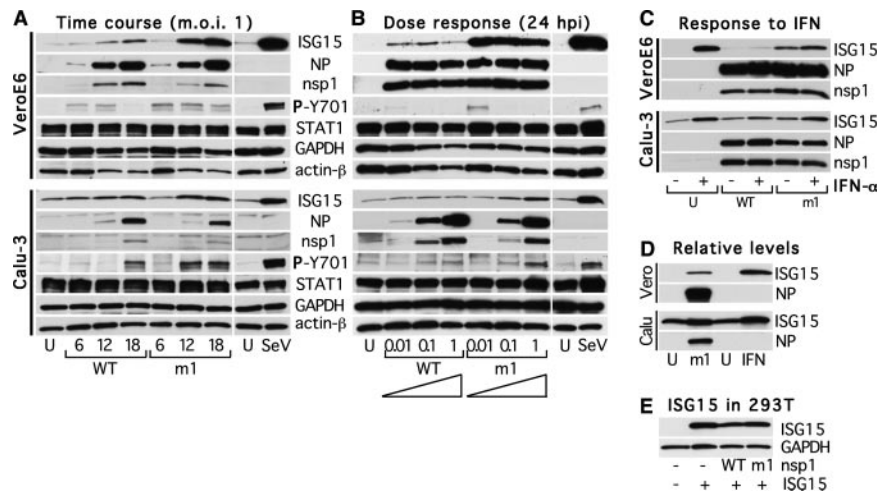 A Time course (m.o.i. 1)
VeroE6
ISG15
NP
nsp1
P-Y701
STAT1
GAPDH
actin-β
Calu-3
ISG15
NP
nsp1
P-Y701
STAT1
GAPDH
actin-β
U 6 12 18 6 12 18 U SeV
WT m1
B Dose response (24 hpi)
U 0.01 0.1 1 0.01 0.1 1 U SeV
WT m1
C Response to IFN
VeroE6
ISG15
NP
nsp1
Calu-3
ISG15
NP
nsp1
- + - + - + IFN-α
U WT m1
D Relative levels
Vero
ISG15
NP
Calu
ISG15
NP
U m1 U IFN
E ISG15 in 293T
ISG15
GAPDH
- - WT m1 nsp1
- + + + ISG15